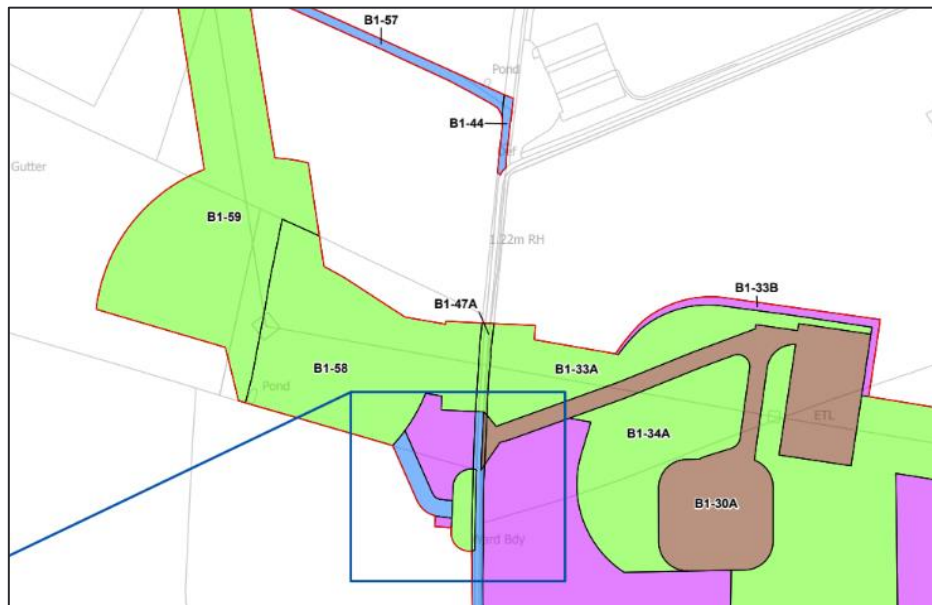 B1-57
Pond
B1-44
Gutter
B1-59
1.22m RH
B1-47A
B1-33B
B1-58
B1-33A
Pond
ETL
B1-34A
B1-30A
Ward Bdy